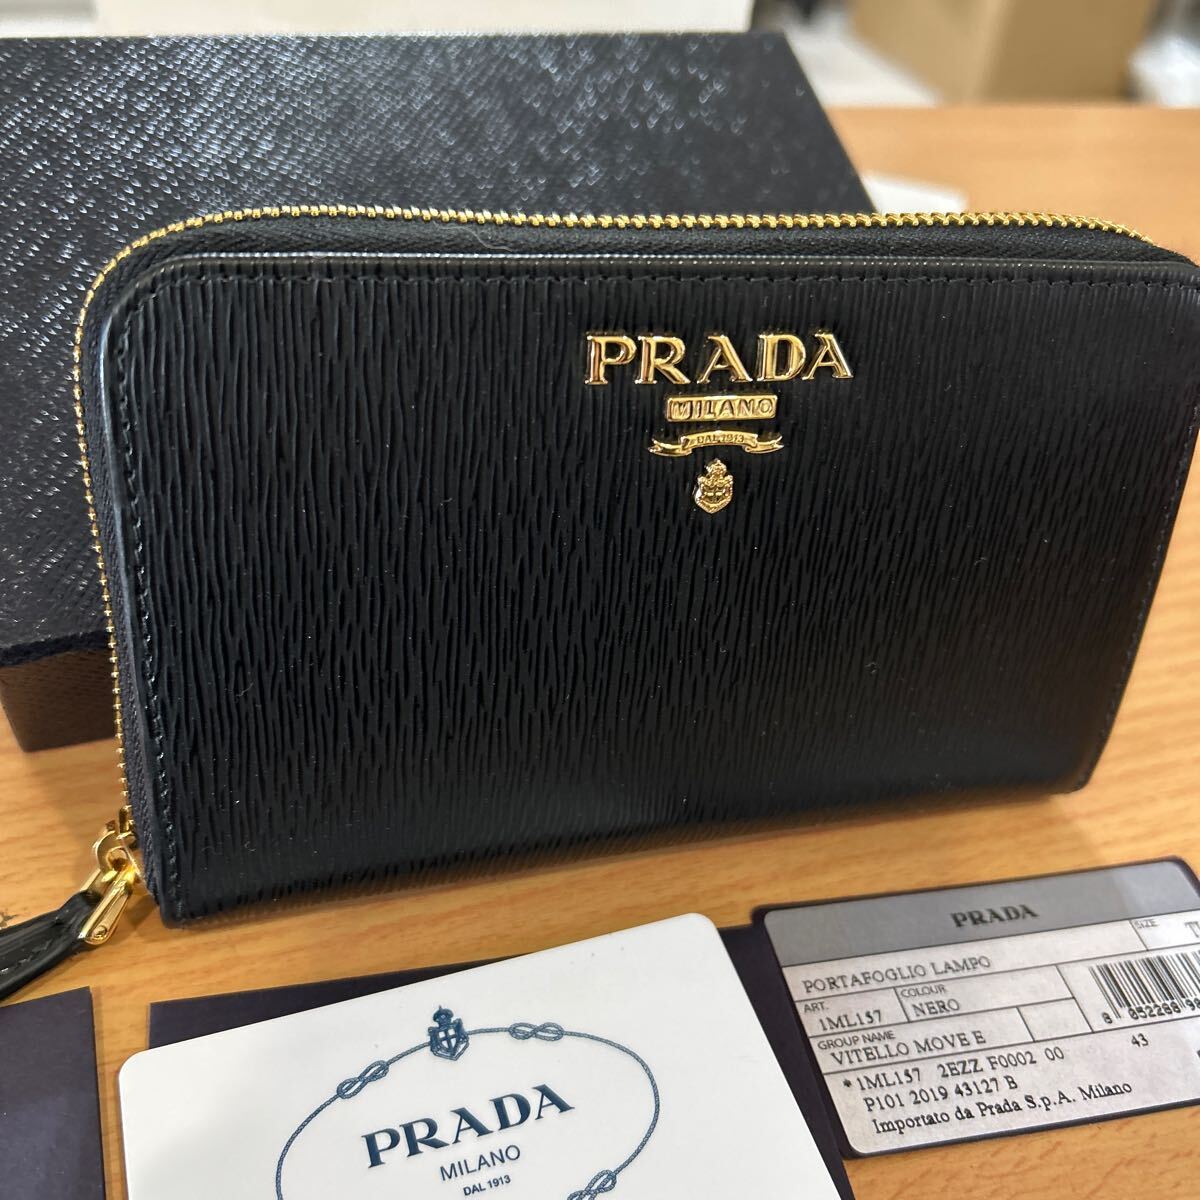 PRADA
MILANO
DAL 1913
PRADA
MILANO
DAL 1913
PRADA
SIZE
PORTAFOGLIO LAMPO
ART.
1ML157
COLOUR
NERO
GROUP NAME
VITELLO MOVE E
43
*1ML157 2EZZ F0002 00
P101 2019 43127 B
Importato da Prada S.p.A. Milano